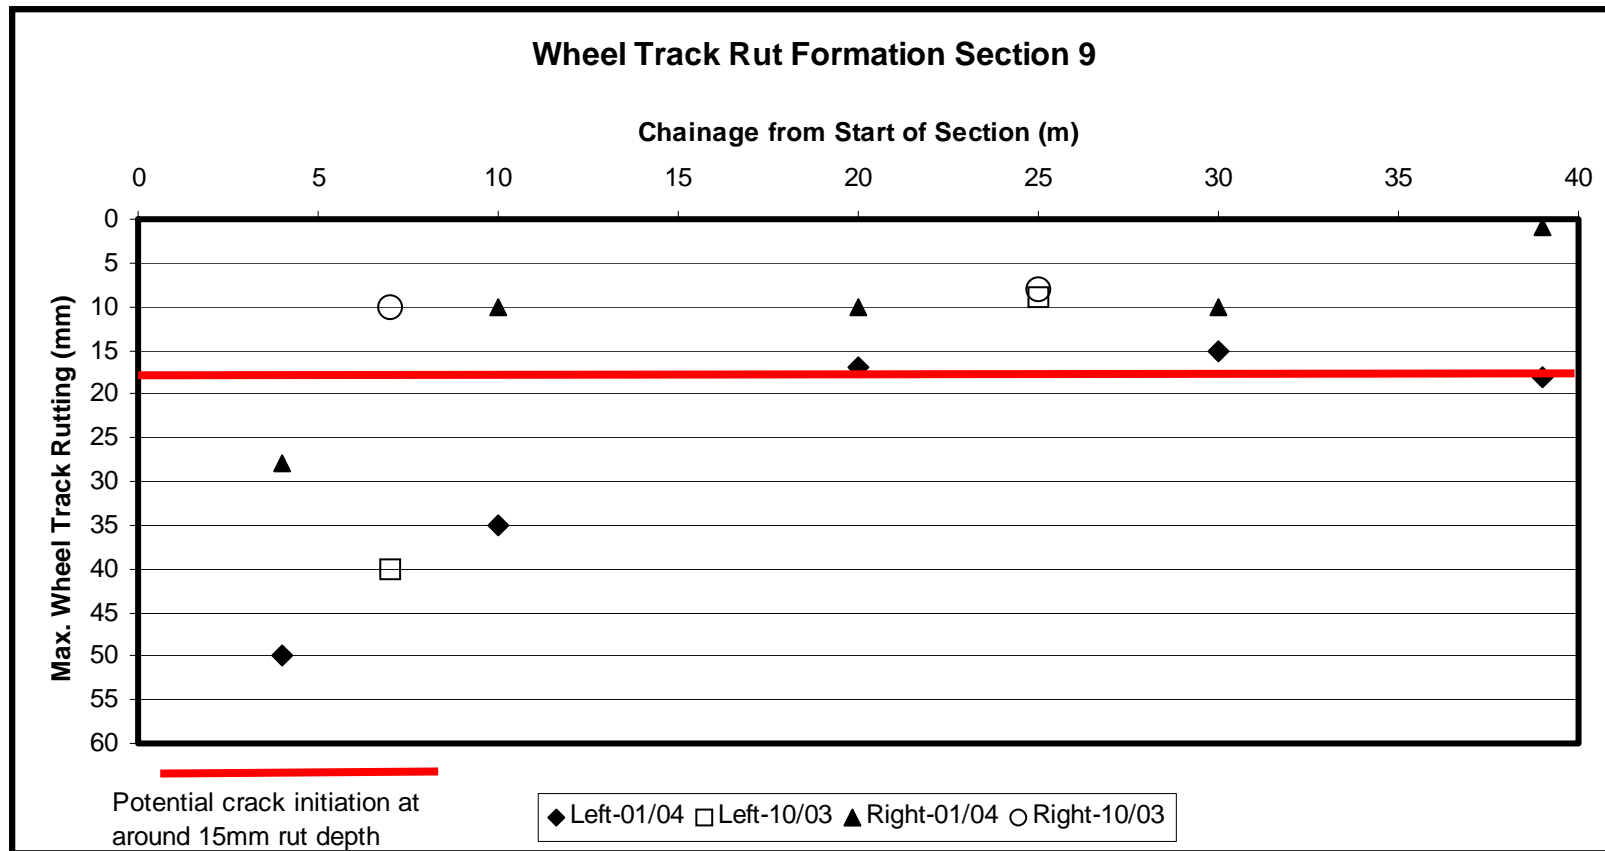 Wheel Track Rut Formation Section 9
Chainage from Start of Section (m)
0 5 10 15 20 25 30 35 40
Max. Wheel Track Rutting (mm)
0
5
10
15
20
25
30
35
40
45
50
55
60
Potential crack initiation at
around 15mm rut depth
Left-01/04 Left-10/03 Right-01/04 Right-10/03